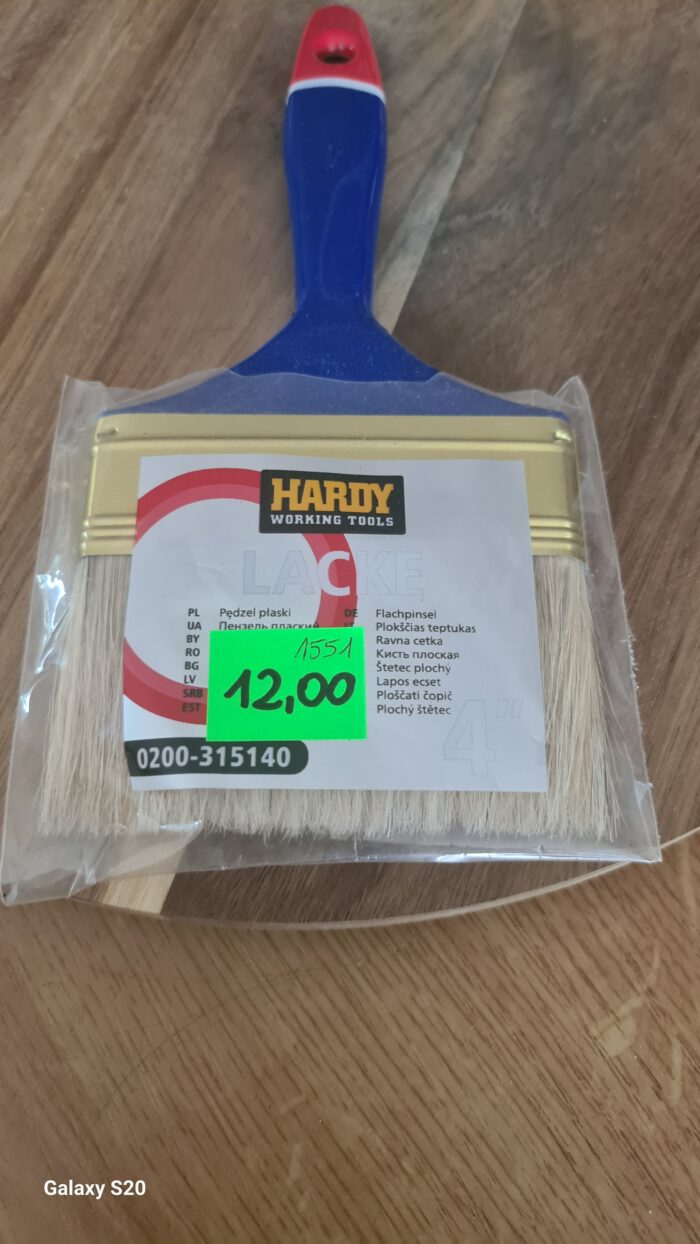 HARDY
WORKING TOOLS
LACKE
PL Pędzel płaski DE Flachpinsel
UA Пензель плаский Plokščias teptukas
BY Ravna cetka
RO Кисть плоская
BG Štetec plochý
LV Lapos ecset
SRB Ploščati čopič
EST Plochý štětec
1551
12,00
4"
0200-315140
Galaxy S20